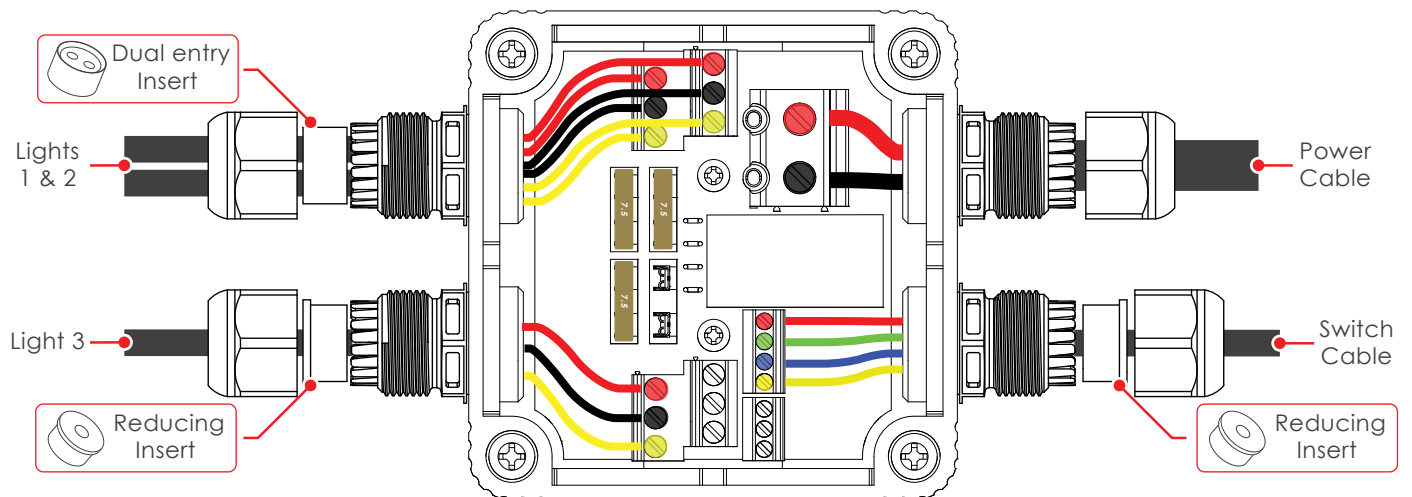 Dual entry
Insert
Lights
1 & 2
Power
Cable
7.5
7.5
7.5
Light 3
Switch
Cable
Reducing
Insert
Reducing
Insert